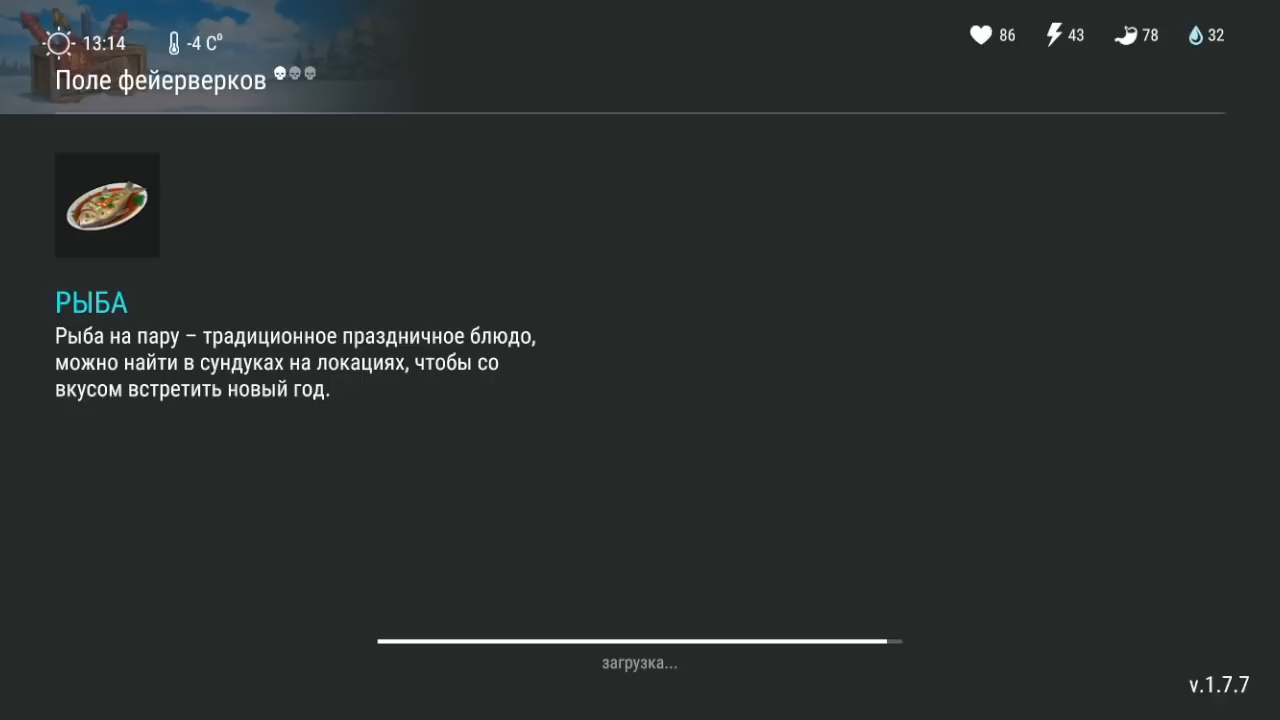 13:14 -4 C⁰ 86 43 78 32
Поле фейерверков
РЫБА
Рыба на пару – традиционное праздничное блюдо,
можно найти в сундуках на локациях, чтобы со
вкусом встретить новый год.
загрузка...
v.1.7.7